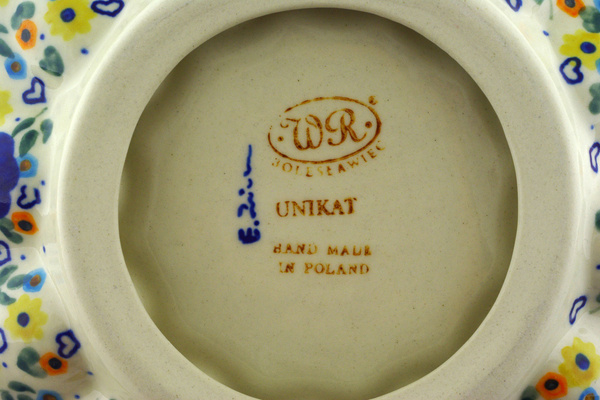 ·WR· ®
BOLESŁAWIEC
UNIKAT
HAND MADE
IN POLAND